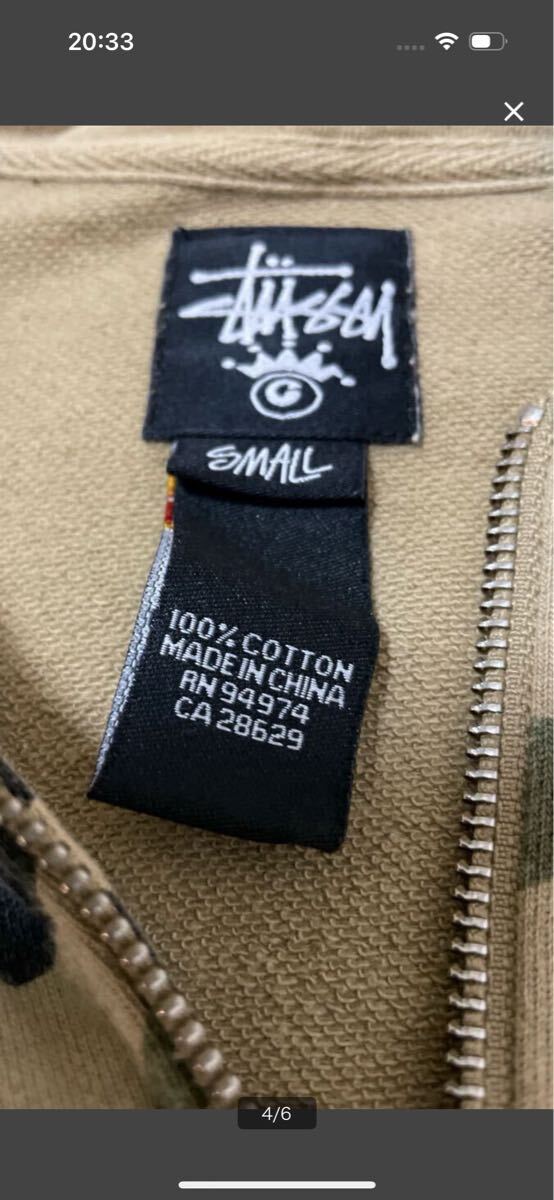 20:33
STÜSSY
SMALL
100% COTTON
MADE IN CHINA
RN 94974
CA 28629
4/6